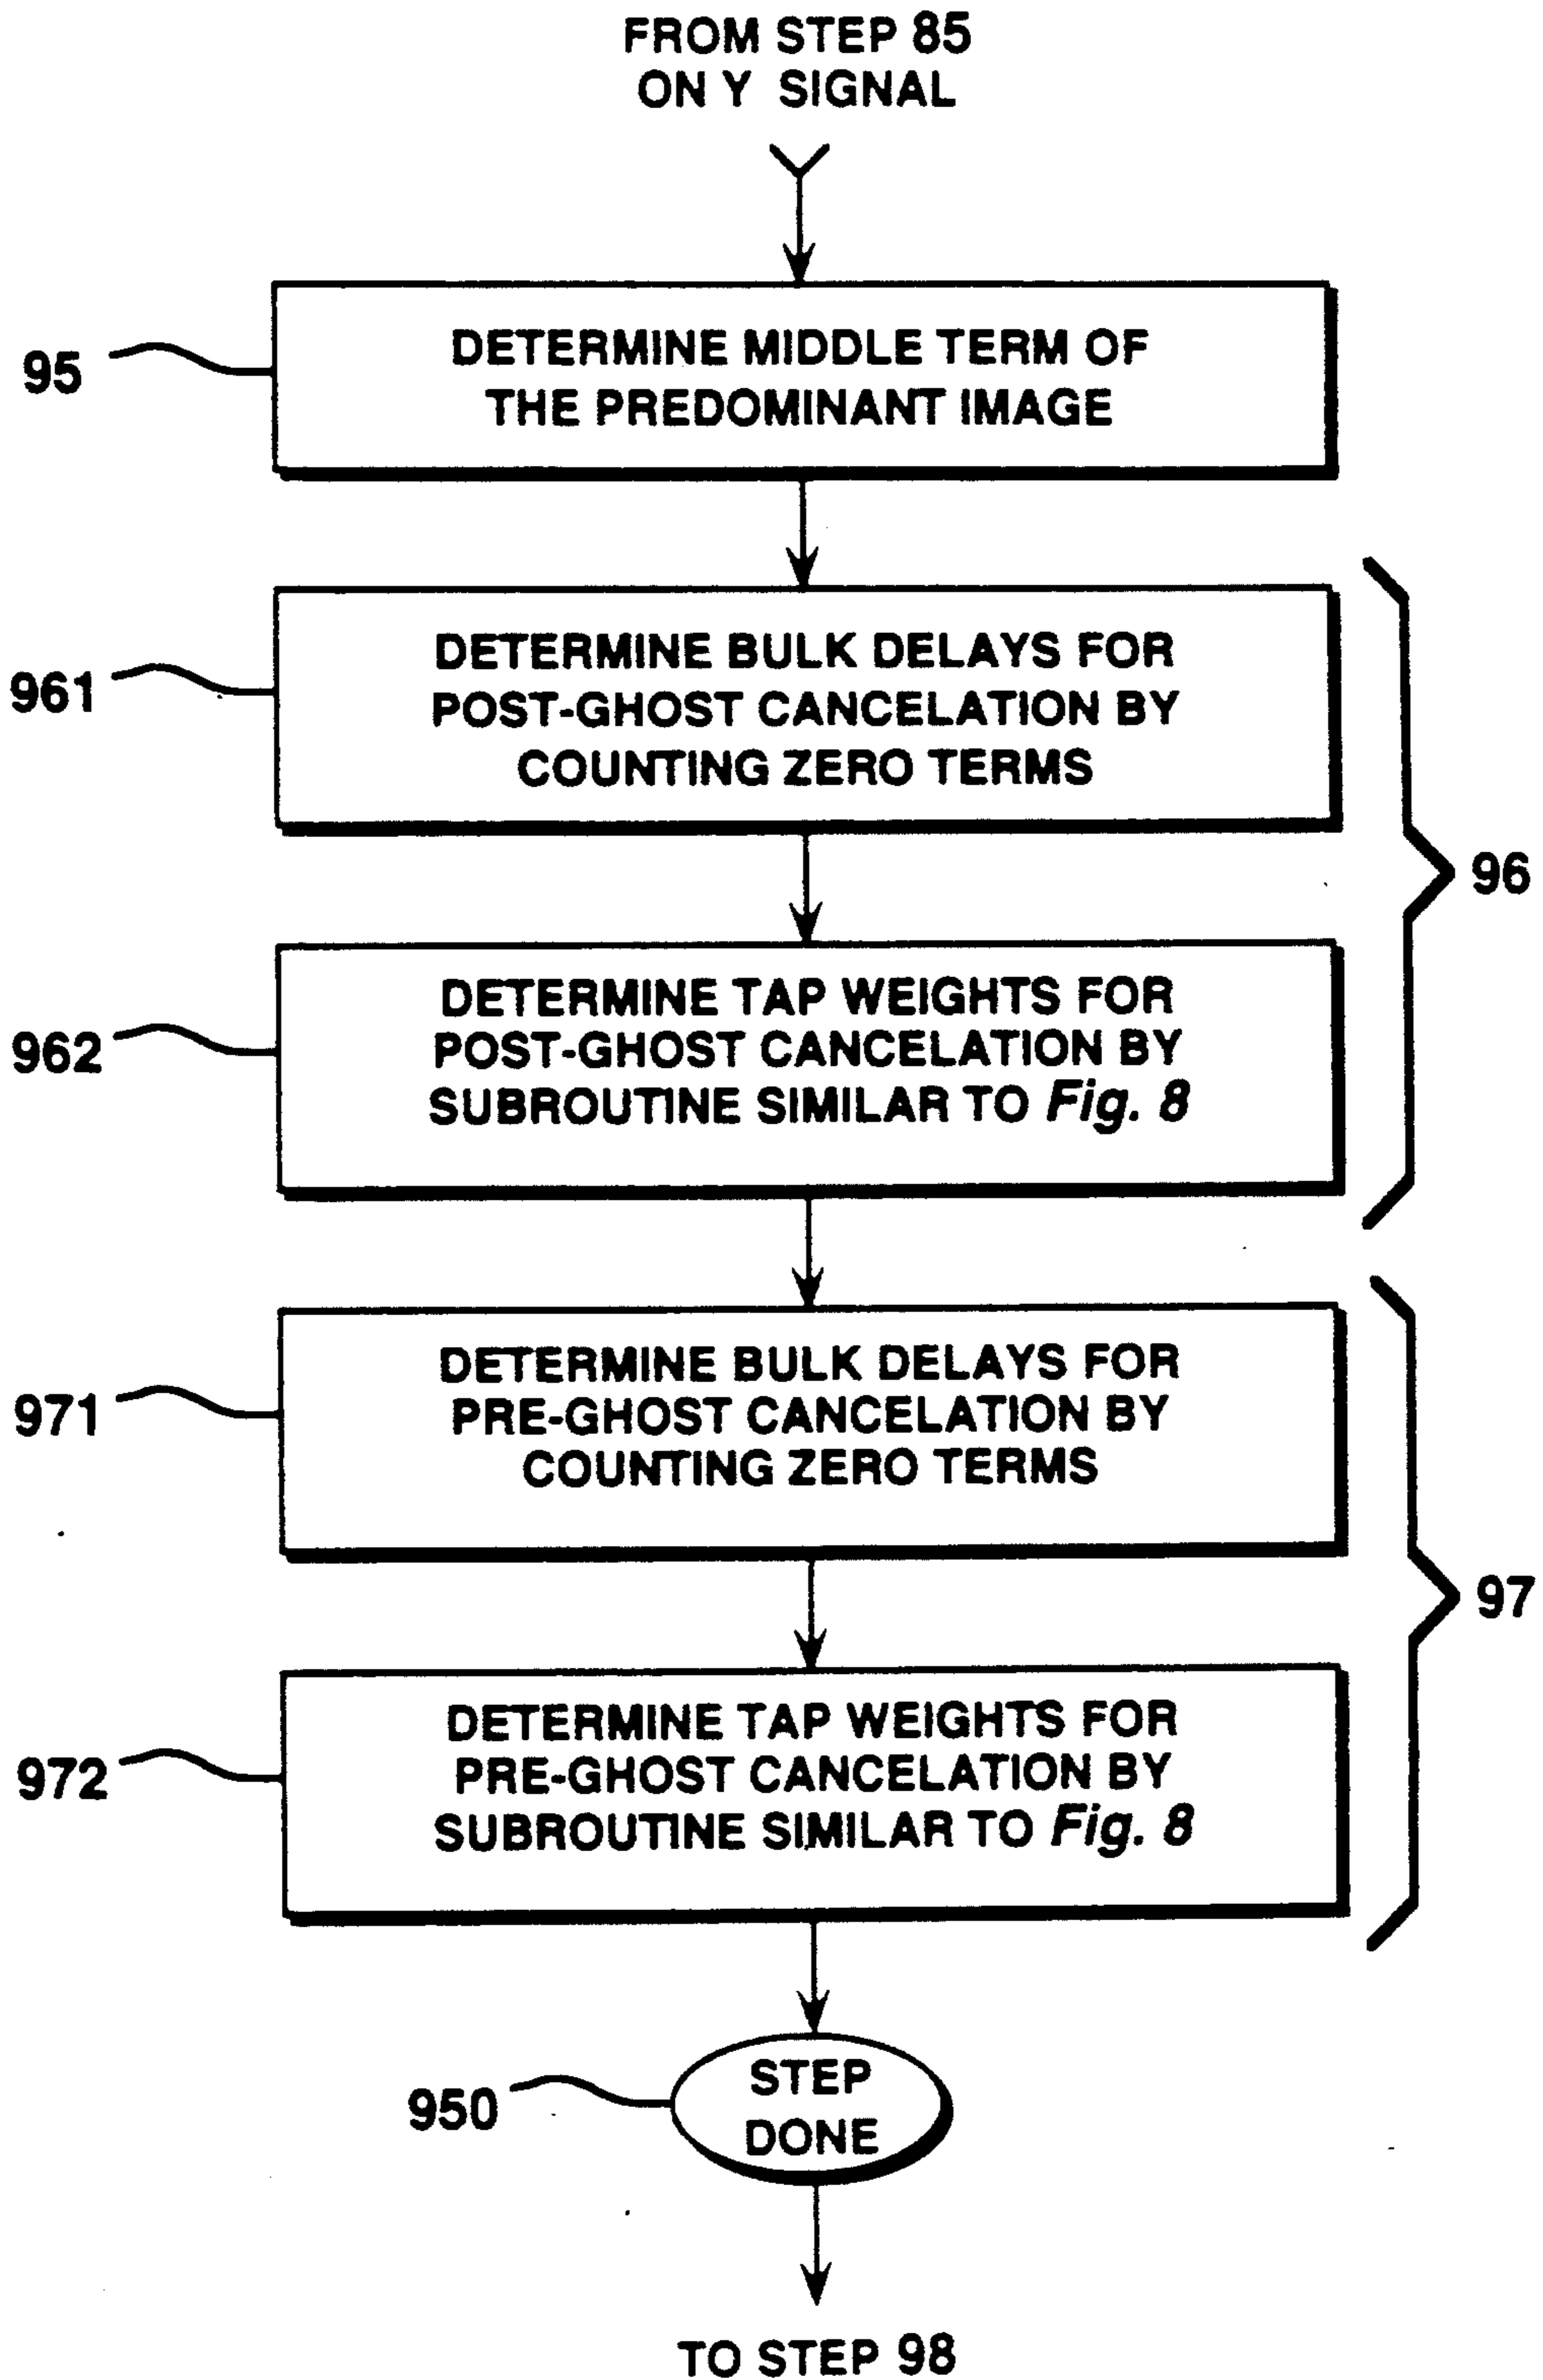 FROM STEP 85
ON Y SIGNAL
95
DETERMINE MIDDLE TERM OF
THE PREDOMINANT IMAGE
961
DETERMINE BULK DELAYS FOR
POST-GHOST CANCELATION BY
COUNTING ZERO TERMS
96
962
DETERMINE TAP WEIGHTS FOR
POST-GHOST CANCELATION BY
SUBROUTINE SIMILAR TO Fig. 8
971
DETERMINE BULK DELAYS FOR
PRE-GHOST CANCELATION BY
COUNTING ZERO TERMS
97
972
DETERMINE TAP WEIGHTS FOR
PRE-GHOST CANCELATION BY
SUBROUTINE SIMILAR TO Fig. 8
950
STEP
DONE
TO STEP 98